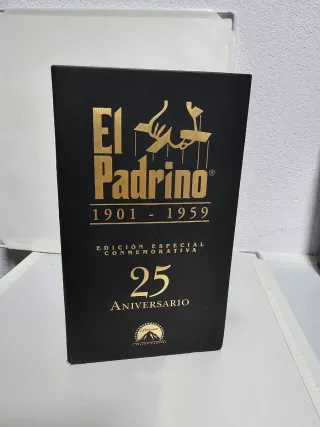 El
Padrino®
1901 - 1959
EDICIÓN ESPECIAL
CONMEMORATIVA
25
ANIVERSARIO